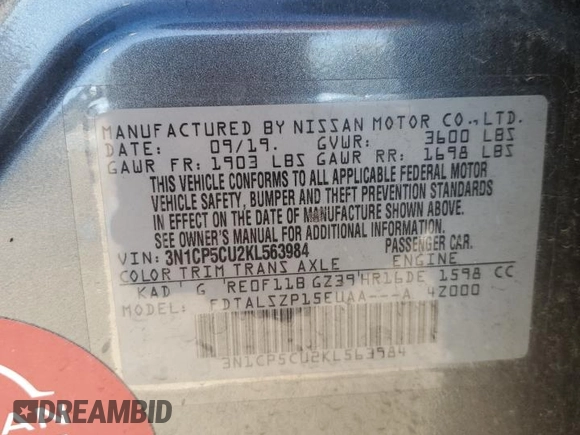 MANUFACTURED BY NISSAN MOTOR CO.,LTD.
DATE: 09/19. GVWR: 3600 LBS
GAWR FR: 1903 LBS GAWR RR: 1698 LBS
THIS VEHICLE CONFORMS TO ALL APPLICABLE FEDERAL MOTOR
VEHICLE SAFETY, BUMPER AND THEFT PREVENTION STANDARDS
IN EFFECT ON THE DATE OF MANUFACTURE SHOWN ABOVE.
SEE OWNER'S MANUAL FOR ADDITIONAL INFORMATION.
VIN: 3N1CP5CU2KL563984 PASSENGER CAR.
COLOR TRIM TRANS AXLE ENGINE
KAD G RE0F11B GZ39 HR16DE 1598 CC
FDTALSZP15EUAA---A 4Z000
3N1CP5CU2KL563984
DREAMBID